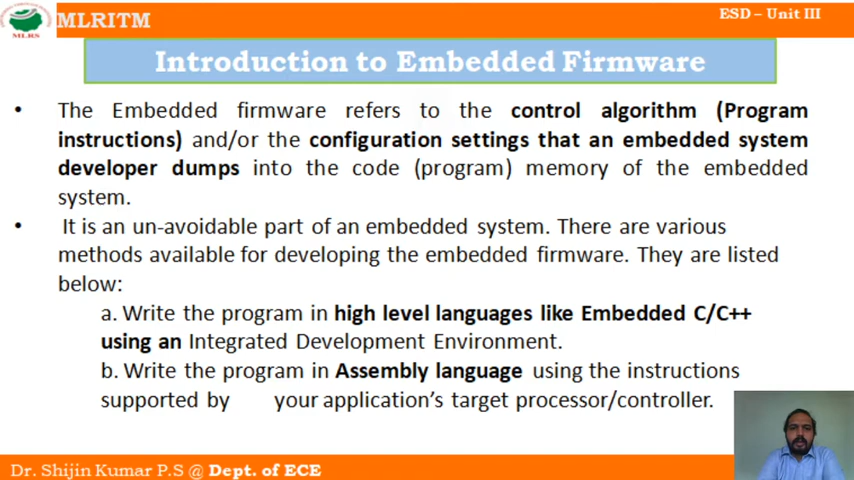 MLRITM
ESD – Unit III
MLRS
Introduction to Embedded Firmware
• The Embedded firmware refers to the control algorithm (Program
instructions) and/or the configuration settings that an embedded system
developer dumps into the code (program) memory of the embedded
system.
• It is an un-avoidable part of an embedded system. There are various
methods available for developing the embedded firmware. They are listed
below:
a. Write the program in high level languages like Embedded C/C++
using an Integrated Development Environment.
b. Write the program in Assembly language using the instructions
supported by your application's target processor/controller.
Dr. Shijin Kumar P.S @ Dept. of ECE